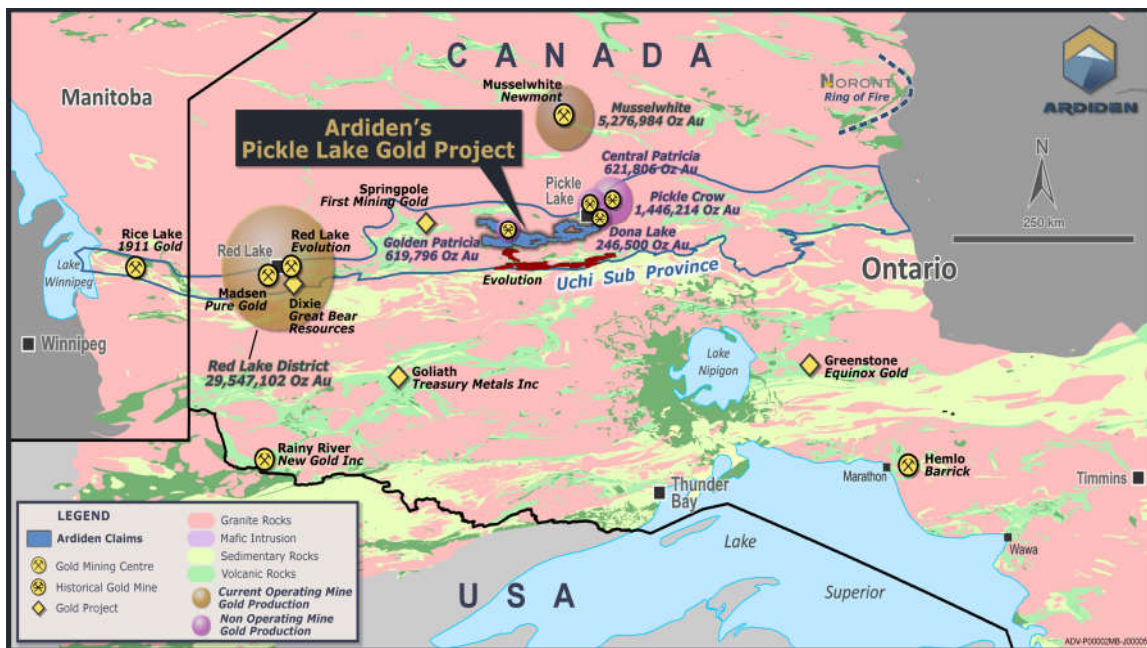 CANADA
Manitoba
Musselwhite
Newmont
Musselwhite
5,276,984 Oz Au
NORONT
Ring of Fire
ARDIDEN
Ardiden's
Pickle Lake Gold Project
N
250 km
Central Patricia
621,806 Oz Au
Pickle
Lake
Pickle Crow
1,446,214 Oz Au
Dona Lake
246,500 Oz Au
Springpole
First Mining Gold
Golden Patricia
619,796 Oz Au
Evolution
Uchi Sub Province
Ontario
Rice Lake
1911 Gold
Lake
Winnipeg
Red Lake
Red Lake
Evolution
Madsen
Pure Gold
Dixie
Great Bear
Resources
Red Lake District
29,547,102 Oz Au
Winnipeg
Goliath
Treasury Metals Inc
Lake
Nipigon
Greenstone
Equinox Gold
Rainy River
New Gold Inc
Thunder
Bay
Marathon
Hemlo
Barrick
Timmins
Wawa
Lake
Superior
USA
LEGEND
Ardiden Claims
Gold Mining Centre
Historical Gold Mine
Gold Project
Granite Rocks
Mafic Intrusion
Sedimentary Rocks
Volcanic Rocks
Current Operating Mine
Gold Production
Non Operating Mine
Gold Production
ADV-P00002MB-J00005